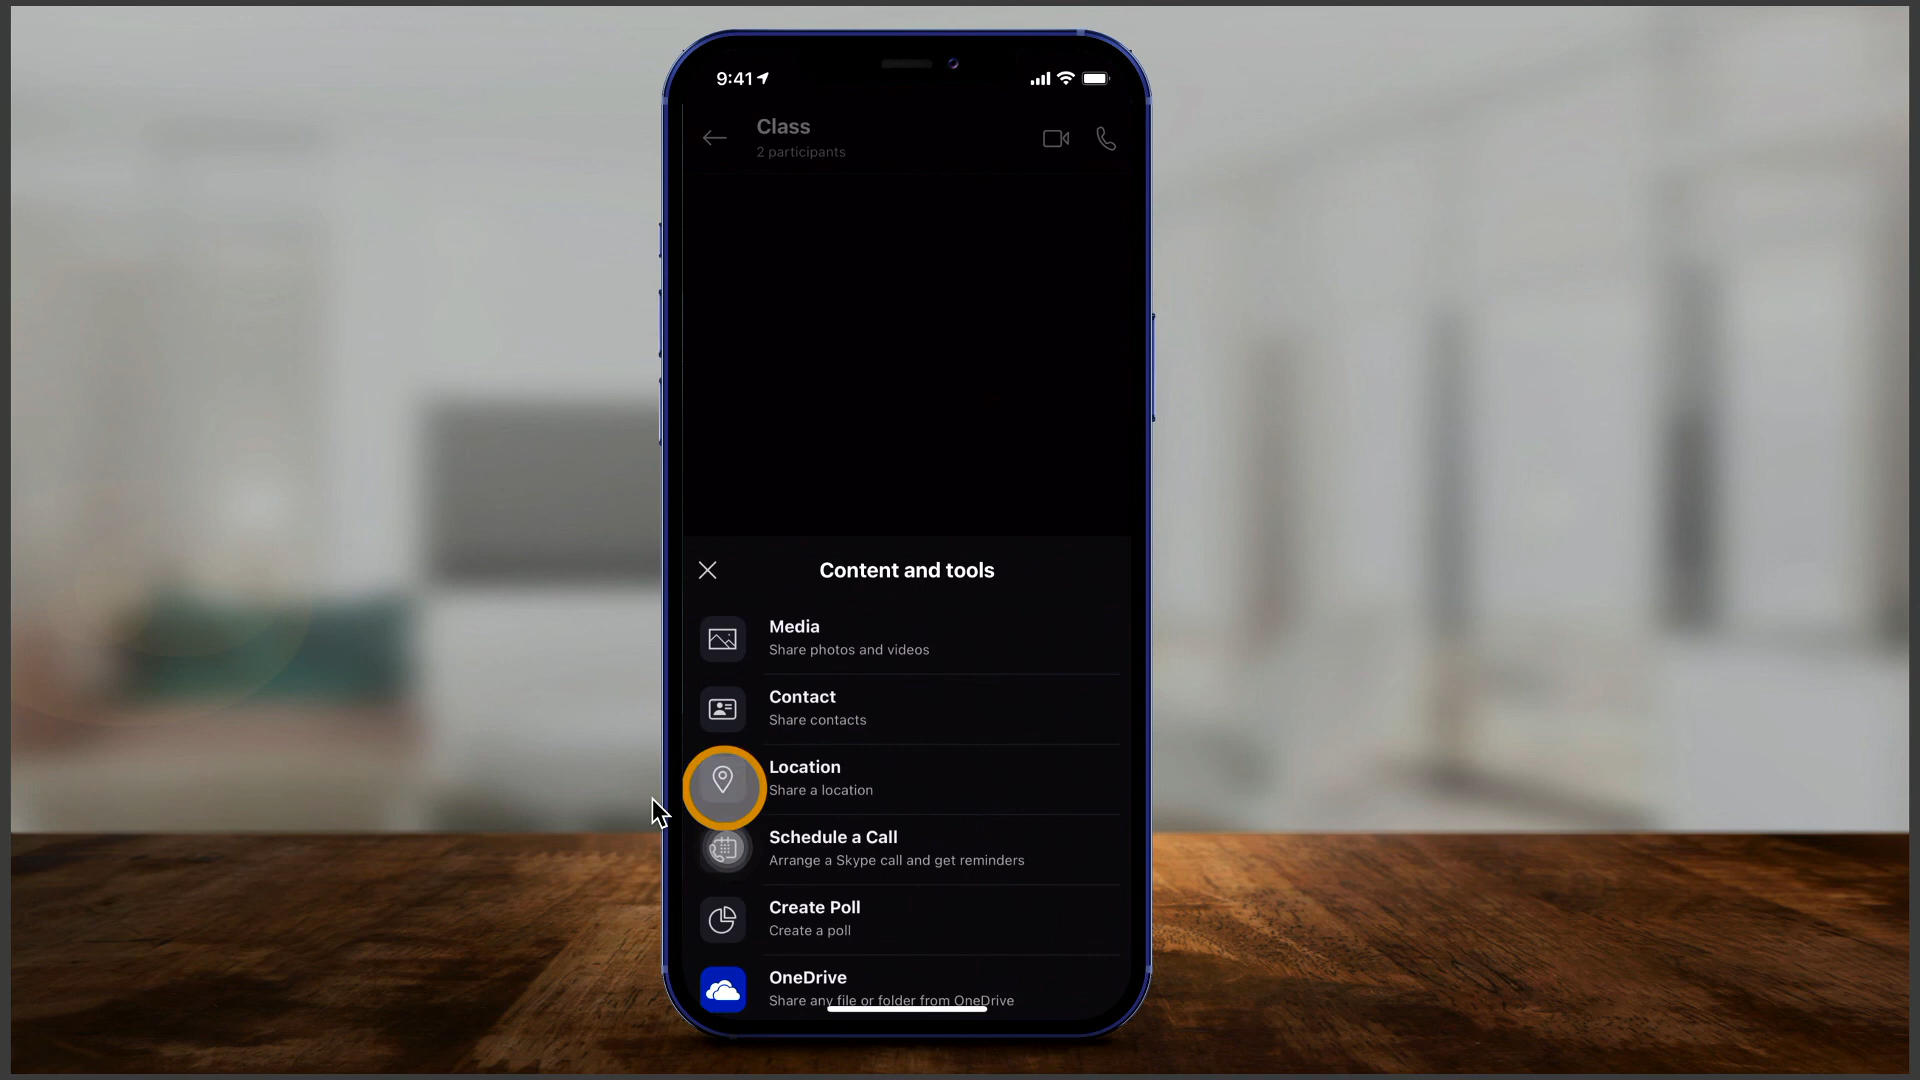 9:41
Class
2 participants
Content and tools
Media
Share photos and videos
Contact
Share contacts
Location
Share a location
Schedule a Call
Arrange a Skype call and get reminders
Create Poll
Create a poll
OneDrive
Share any file or folder from OneDrive